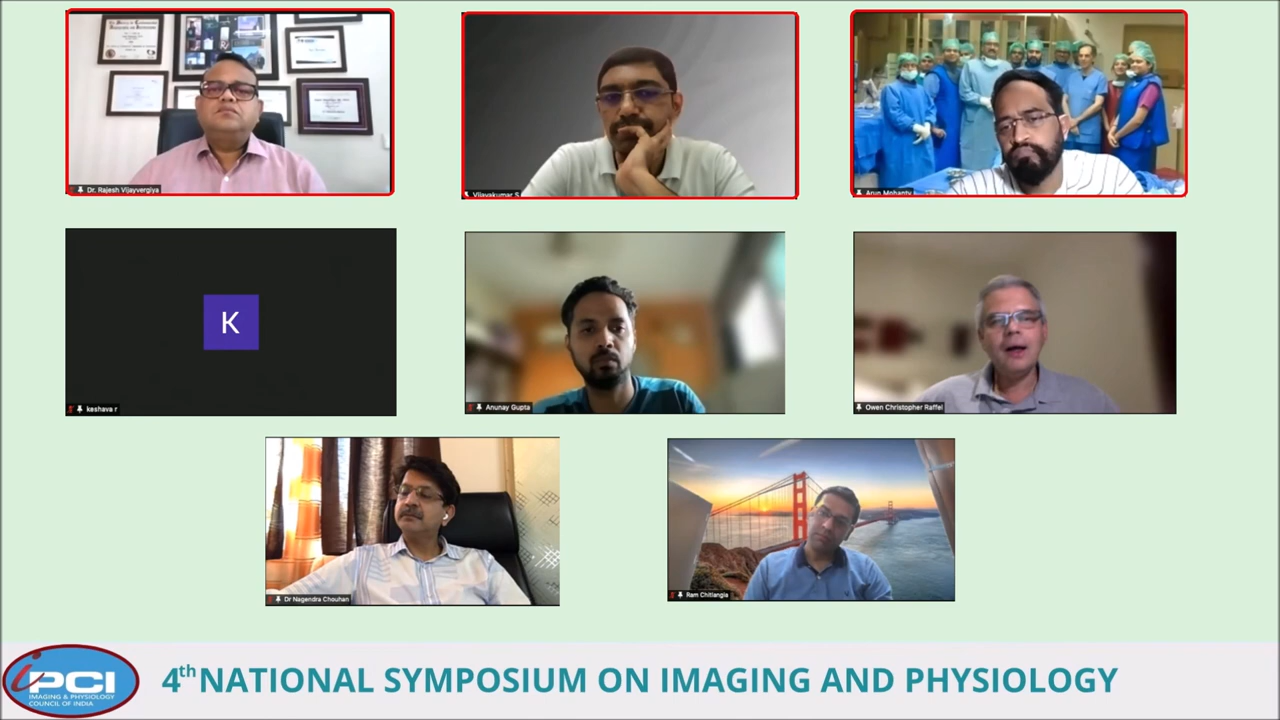 Dr. Rajesh Vijayvergiya
Vijayakumar S
Arun Mohanty
K
keshava r
Anunay Gupta
Owen Christopher Raffel
Dr Nagendra Chouhan
Ram Chitlangia
iPCI
IMAGING & PHYSIOLOGY
COUNCIL OF INDIA
4th NATIONAL SYMPOSIUM ON IMAGING AND PHYSIOLOGY